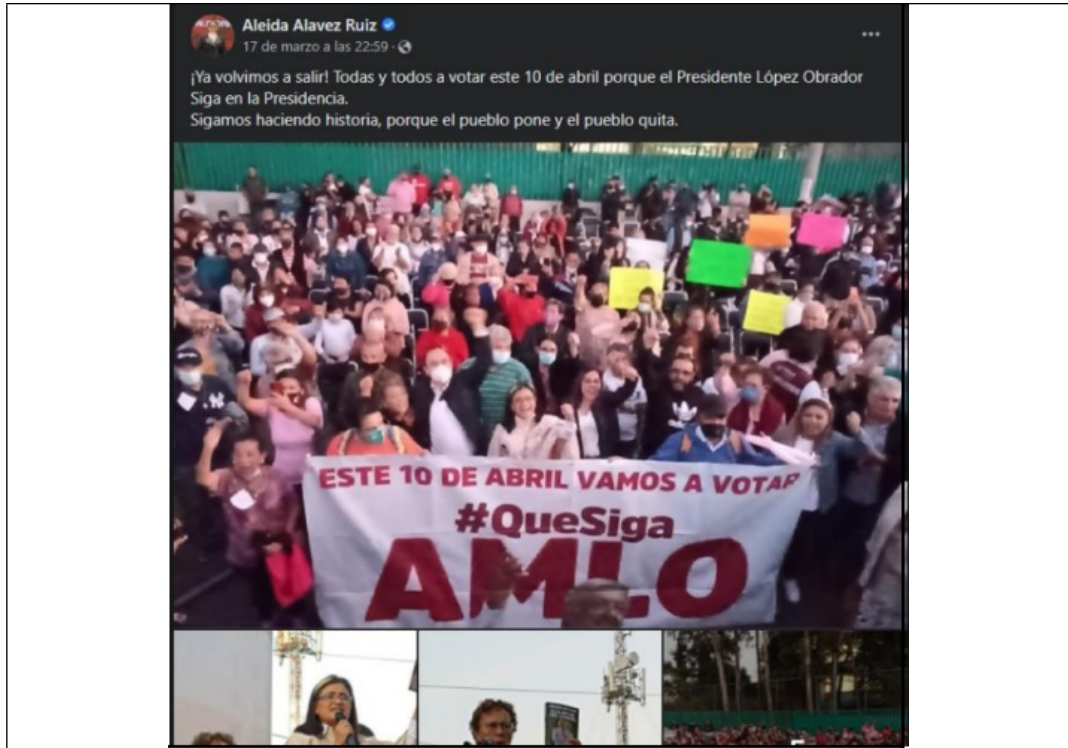 Aleida Alavez Ruiz
17 de marzo a las 22:59 ·
¡Ya volvimos a salir! Todas y todos a votar este 10 de abril porque el Presidente López Obrador
Siga en la Presidencia.
Sigamos haciendo historia, porque el pueblo pone y el pueblo quita.
ESTE 10 DE ABRIL VAMOS A VOTAR
#QueSiga
AMLO